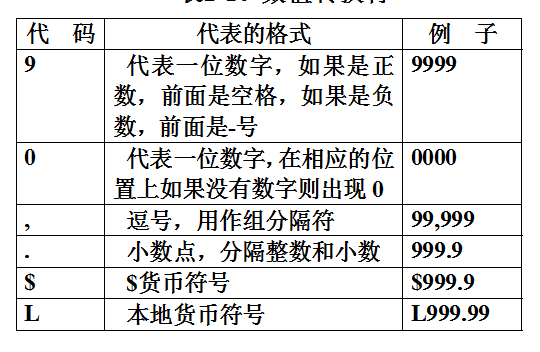 代 码 代表的格式 例 子
9 代表一位数字，如果是正 9999
数，前面是空格，如果是负
数，前面是-号
0 代表一位数字，在相应的位 0000
置上如果没有数字则出现 0
, 逗号，用作组分隔符 99,999
. 小数点，分隔整数和小数 999.9
$ $货币符号 $999.9
L 本地货币符号 L999.99